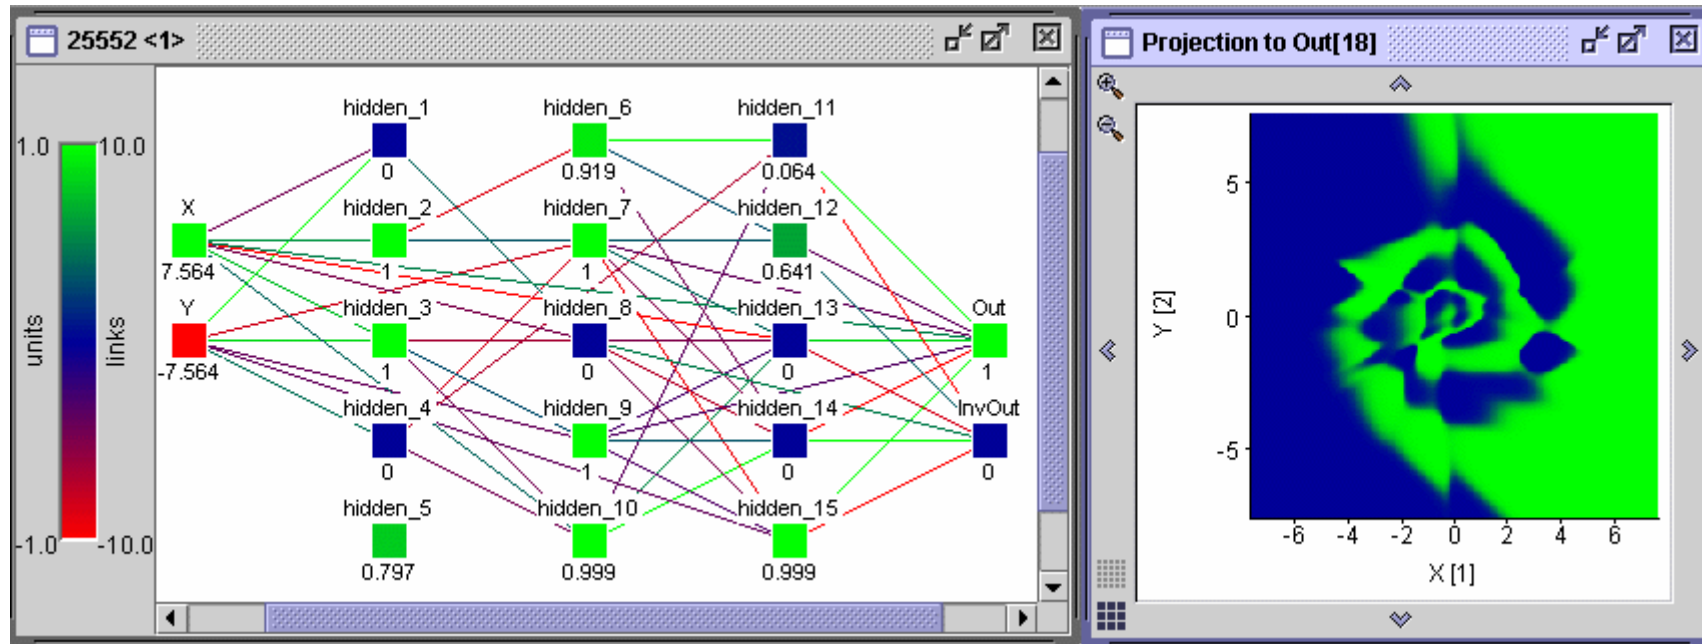 25552 <1>
hidden_1 hidden_6 hidden_11
1.0 10.0
0 0.919 0.064
X hidden_2 hidden_7 hidden_12
7.564 1 1 0.641
Y hidden_3 hidden_8 hidden_13 Out
units links
-7.564 1 0 0 1
hidden_4 hidden_9 hidden_14 InvOut
0 1 0 0
hidden_5 hidden_10 hidden_15
-1.0 -10.0
0.797 0.999 0.999
Projection to Out[18]
5
Y [2]
0
-5
-6 -4 -2 0 2 4 6
X [1]